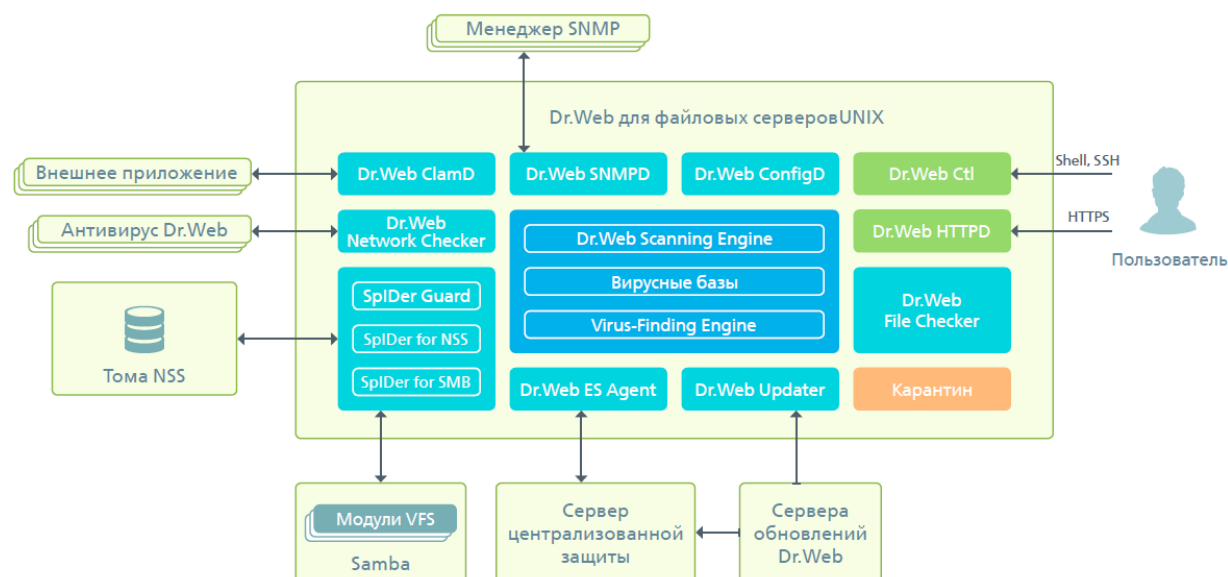 Менеджер SNMP
Dr.Web для файловых серверовUNIX
Внешнее приложение
Dr.Web ClamD
Dr.Web SNMPD
Dr.Web ConfigD
Dr.Web Ctl
Shell, SSH
Антивирус Dr.Web
Dr.Web
Network Checker
Dr.Web Scanning Engine
Вирусные базы
Virus-Finding Engine
Dr.Web HTTPD
HTTPS
Пользователь
Тома NSS
SpIDer Guard
SpIDer for NSS
SpIDer for SMB
Dr.Web
File Checker
Dr.Web ES Agent
Dr.Web Updater
Карантин
Модули VFS
Samba
Сервер
централизованной
защиты
Сервера
обновлений
Dr.Web